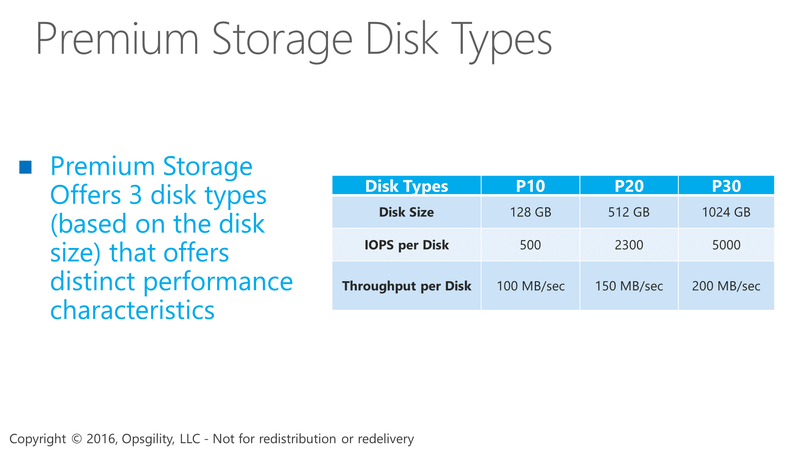 Premium Storage Disk Types
Premium Storage
Offers 3 disk types
(based on the disk
size) that offers
distinct performance
characteristics
Disk Types P10 P20 P30
Disk Size 128 GB 512 GB 1024 GB
IOPS per Disk 500 2300 5000
Throughput per Disk 100 MB/sec 150 MB/sec 200 MB/sec
Copyright © 2016, Opsgility, LLC - Not for redistribution or redelivery